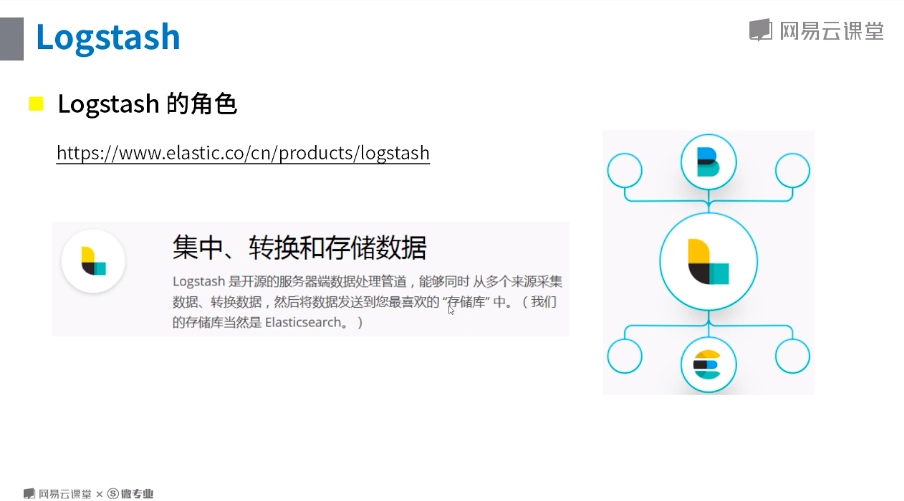 Logstash
网易云课堂
Logstash 的角色
https://www.elastic.co/cn/products/logstash
集中、转换和存储数据
Logstash 是开源的服务器端数据处理管道，能够同时 从多个来源采集
数据、转换数据，然后将数据发送到您最喜欢的 “存储库” 中。（ 我们
的存储库当然是 Elasticsearch。）
网易云课堂 × 微专业